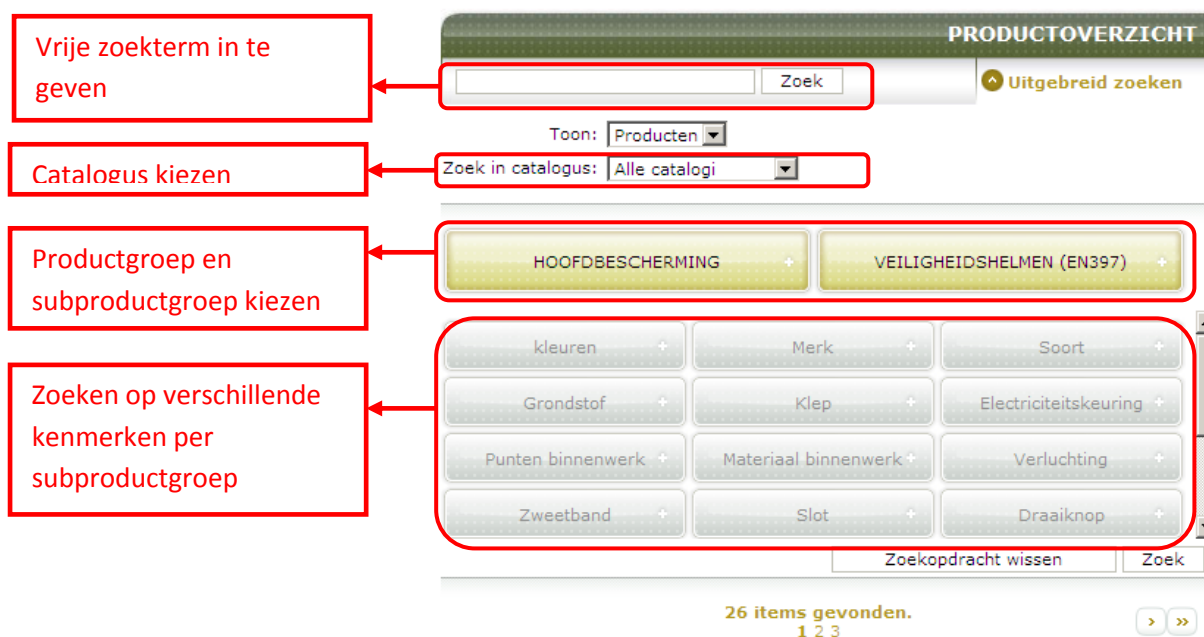 Vrije zoekterm in te
geven
Catalogus kiezen
Productgroep en
subproductgroep kiezen
Zoeken op verschillende
kenmerken per
subproductgroep
PRODUCTOVERZICHT
Zoek
Uitgebreid zoeken
Toon: Producten
Zoek in catalogus: Alle catalogi
HOOFDBESCHERMING VEILIGHEIDSHELMEN (EN397)
kleuren Merk Soort
Grondstof Klep Electriciteitskeuring
Punten binnenwerk Materiaal binnenwerk Verluchting
Zweetband Slot Draaiknop
Zoekopdracht wissen Zoek
26 items gevonden.
1 2 3 › »